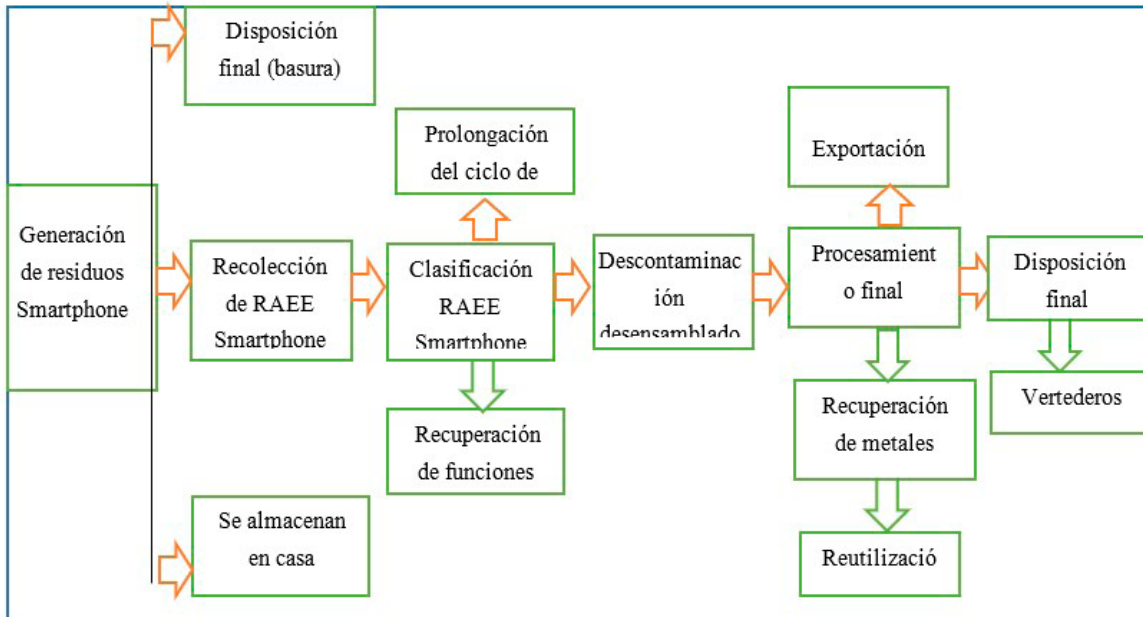 Disposición
final (basura)
Prolongación
del ciclo de
Exportación
Generación
de residuos
Smartphone
Recolección
de RAEE
Smartphone
Clasificación
RAEE
Smartphone
Descontaminac
ión
desensamblado
Procesamient
o final
Disposición
final
Vertederos
Recuperación
de funciones
Recuperación
de metales
Se almacenan
en casa
Reutilizació